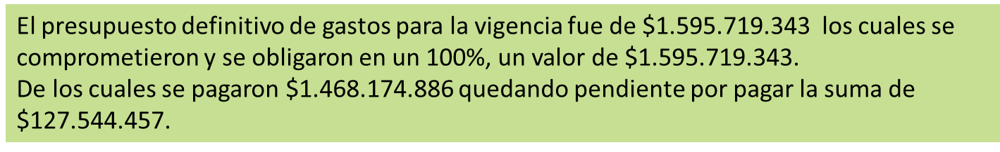 El presupuesto definitivo de gastos para la vigencia fue de $1.595.719.343 los cuales se
comprometieron y se obligaron en un 100%, un valor de $1.595.719.343.
De los cuales se pagaron $1.468.174.886 quedando pendiente por pagar la suma de
$127.544.457.